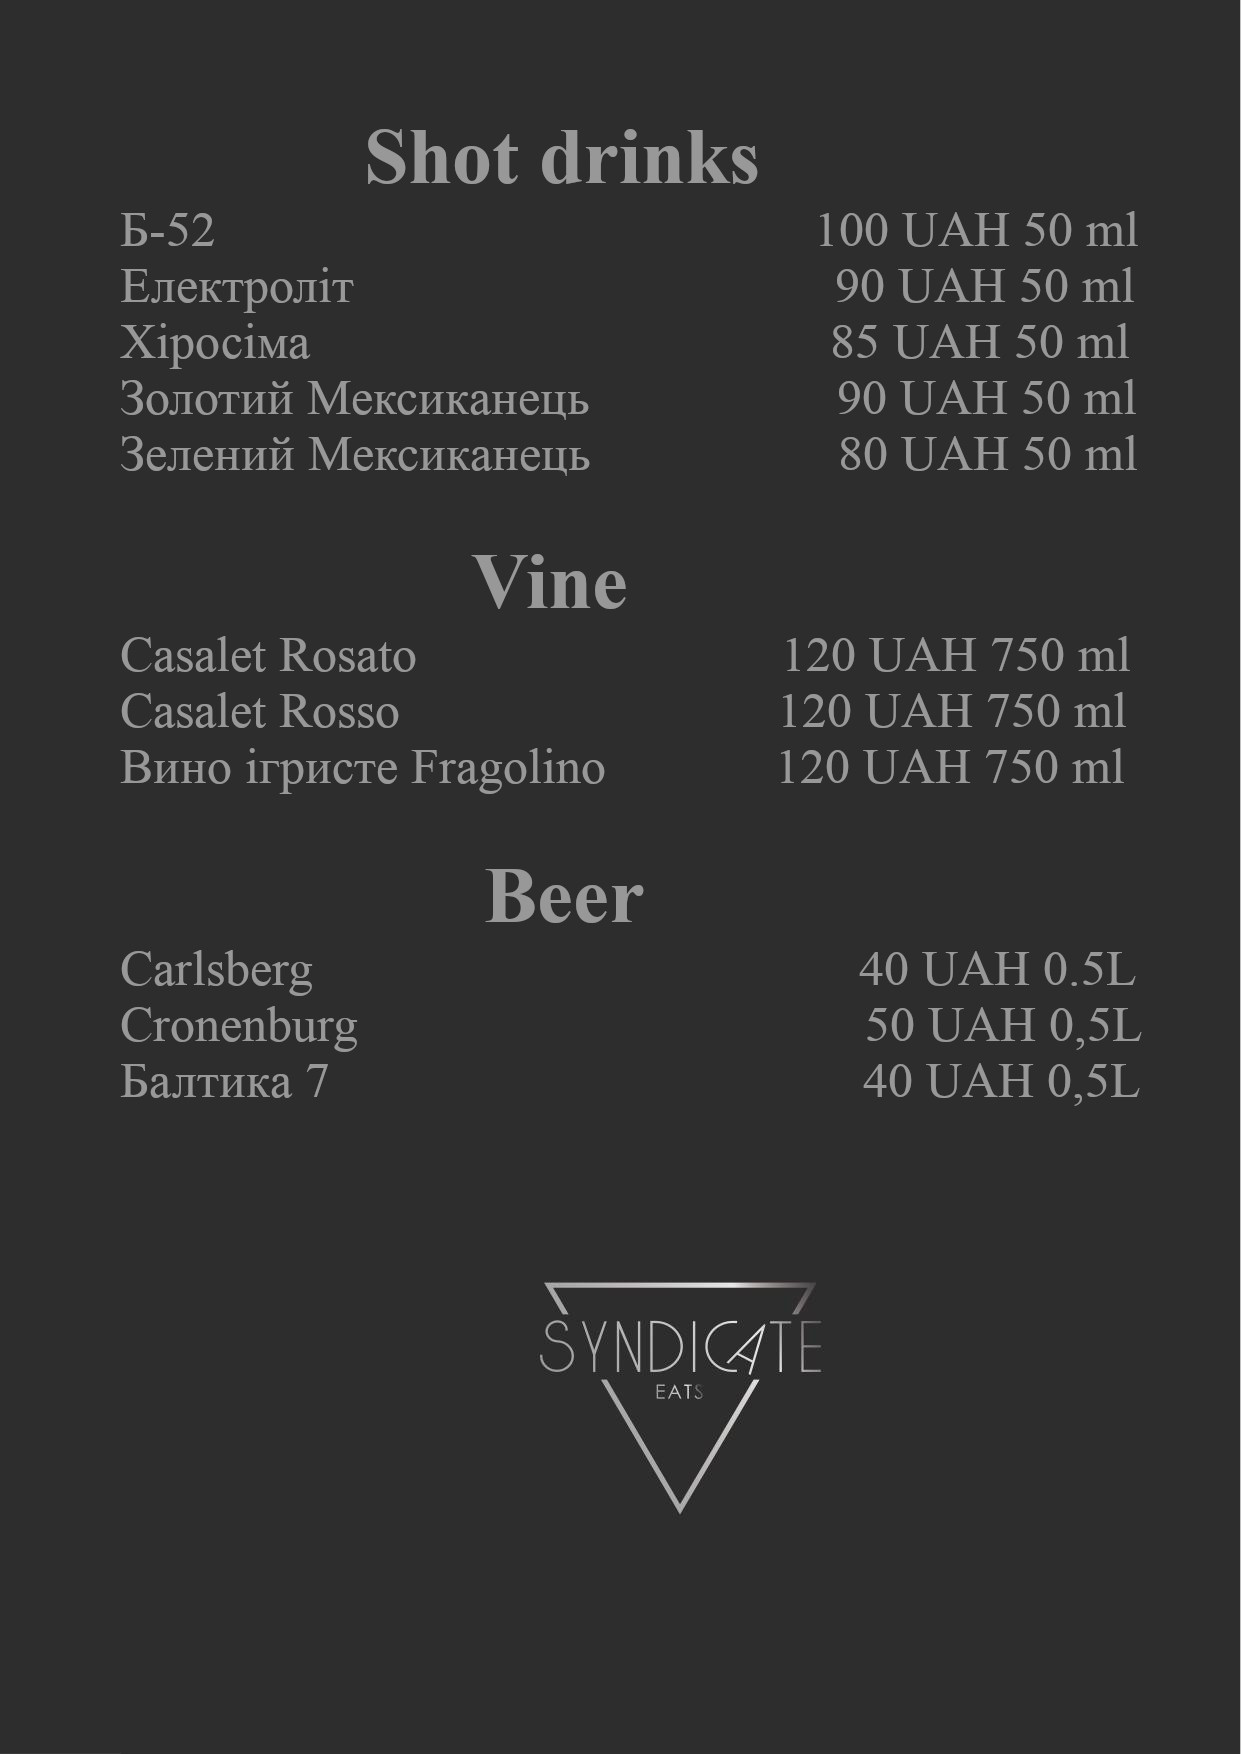 Shot drinks
Б-52 100 UAH 50 ml
Електроліт 90 UAH 50 ml
Хіросіма 85 UAH 50 ml
Золотий Мексиканець 90 UAH 50 ml
Зелений Мексиканець 80 UAH 50 ml
Vine
Casalet Rosato 120 UAH 750 ml
Casalet Rosso 120 UAH 750 ml
Вино ігристе Fragolino 120 UAH 750 ml
Beer
Carlsberg 40 UAH 0.5L
Cronenburg 50 UAH 0,5L
Балтика 7 40 UAH 0,5L
SYNDICATE
EATS